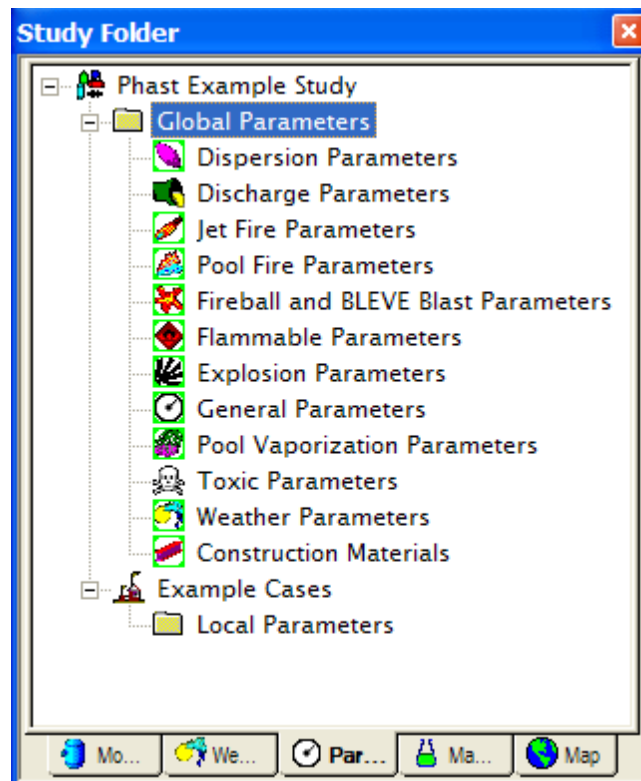 Study Folder
Phast Example Study
Global Parameters
Dispersion Parameters
Discharge Parameters
Jet Fire Parameters
Pool Fire Parameters
Fireball and BLEVE Blast Parameters
Flammable Parameters
Explosion Parameters
General Parameters
Pool Vaporization Parameters
Toxic Parameters
Weather Parameters
Construction Materials
Example Cases
Local Parameters
Mo... We... Par... Ma... Map